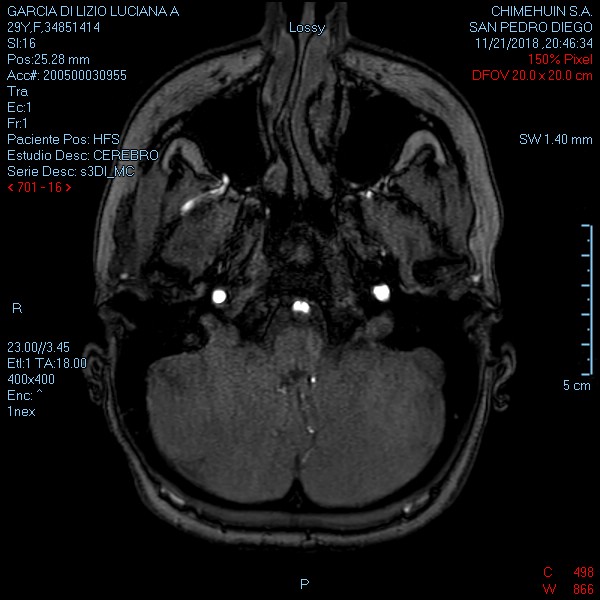 GARCIA DI LIZIO LUCIANA A
29Y,F,34851414
Sl:16
Pos:25.28 mm
Acc#: 200500030955
Tra
Ec:1
Fr:1
Paciente Pos: HFS
Estudio Desc: CEREBRO
Serie Desc: s3DI_MC
< 701 - 16 >
Lossy
CHIMEHUIN S.A.
SAN PEDRO DIEGO
11/21/2018 ,20:46:34
150% Pixel
DFOV 20.0 x 20.0 cm
SW 1.40 mm
R
23.00//3.45
Etl:1 TA:18.00
400x400
Enc: ^
1nex
5 cm
P
C 498
W 866